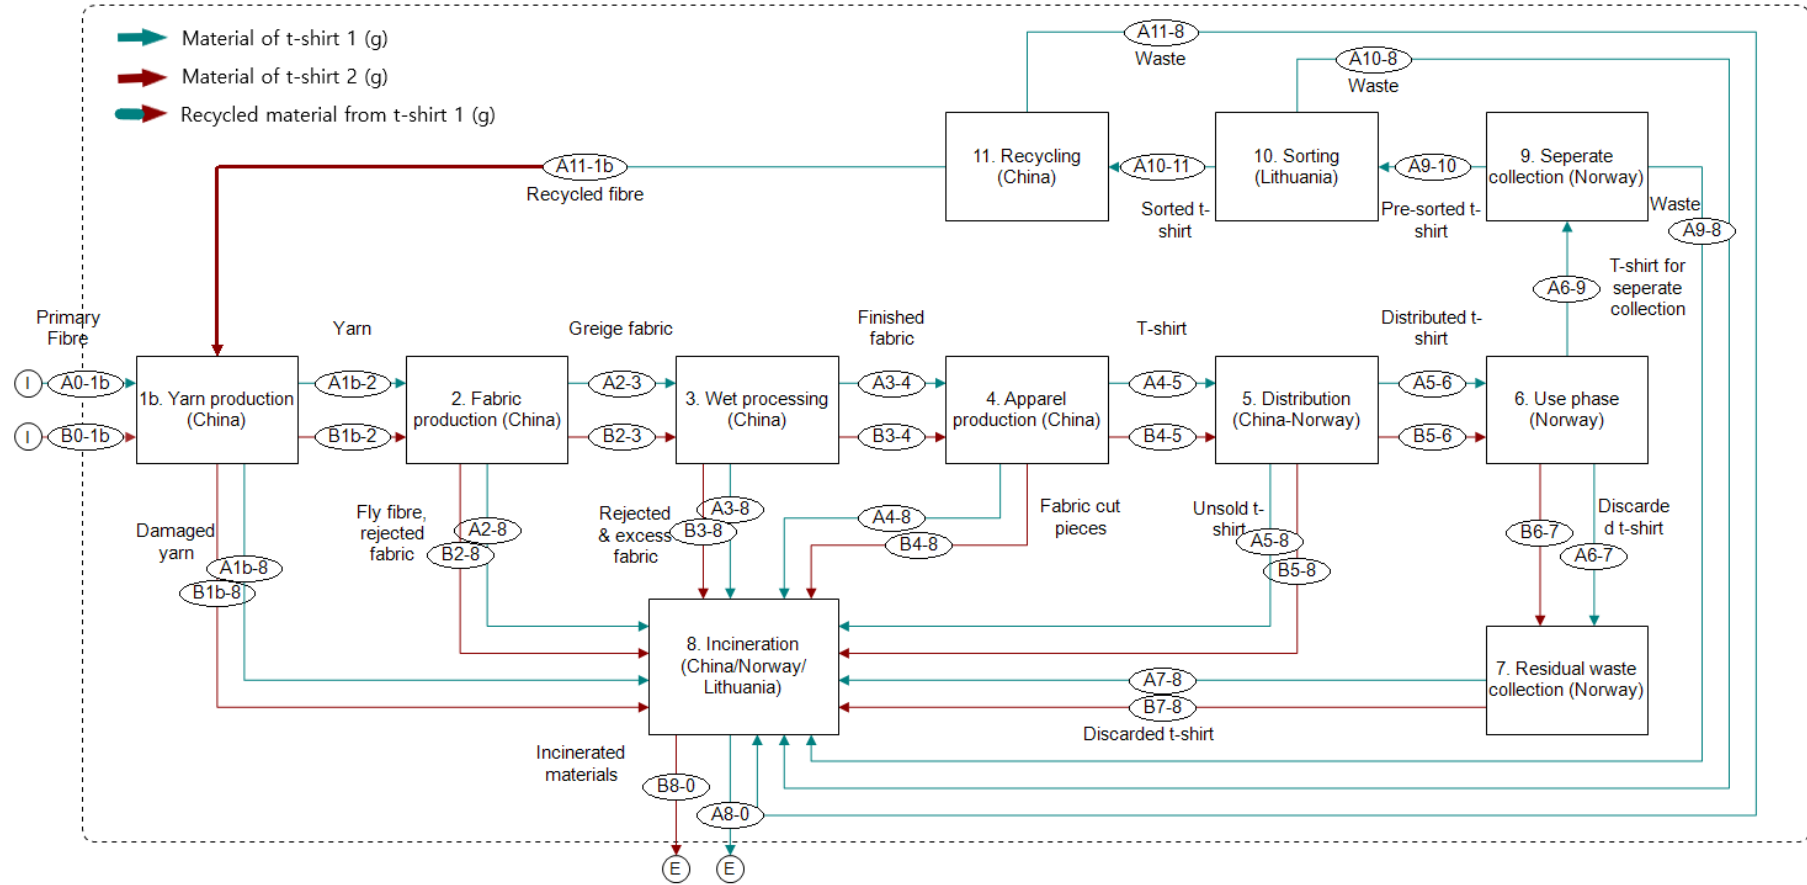 Material of t-shirt 1 (g)
Material of t-shirt 2 (g)
Recycled material from t-shirt 1 (g)
A11-8
Waste
A10-8
Waste
11. Recycling
(China)
10. Sorting
(Lithuania)
9. Seperate
collection (Norway)
A11-1b
Recycled fibre
A10-11
Sorted t-
shirt
A9-10
Pre-sorted t-
shirt
Waste
A9-8
A6-9
T-shirt for
seperate
collection
Primary
Fibre
Yarn
Greige fabric
Finished
fabric
T-shirt
Distributed t-
shirt
I
A0-1b
I
B0-1b
1b. Yarn production
(China)
A1b-2
B1b-2
2. Fabric
production (China)
A2-3
B2-3
3. Wet processing
(China)
A3-4
B3-4
4. Apparel
production (China)
A4-5
B4-5
5. Distribution
(China-Norway)
A5-6
B5-6
6. Use phase
(Norway)
Damaged
yarn
A1b-8
B1b-8
Fly fibre,
rejected
fabric
A2-8
B2-8
Rejected
& excess
fabric
A3-8
B3-8
A4-8
B4-8
Fabric cut
pieces
Unsold t-
shirt
A5-8
B5-8
B6-7
A6-7
Discarde
d t-shirt
8. Incineration
(China/Norway/
Lithuania)
A7-8
B7-8
Discarded t-shirt
7. Residual waste
collection (Norway)
Incinerated
materials
B8-0
A8-0
E
E